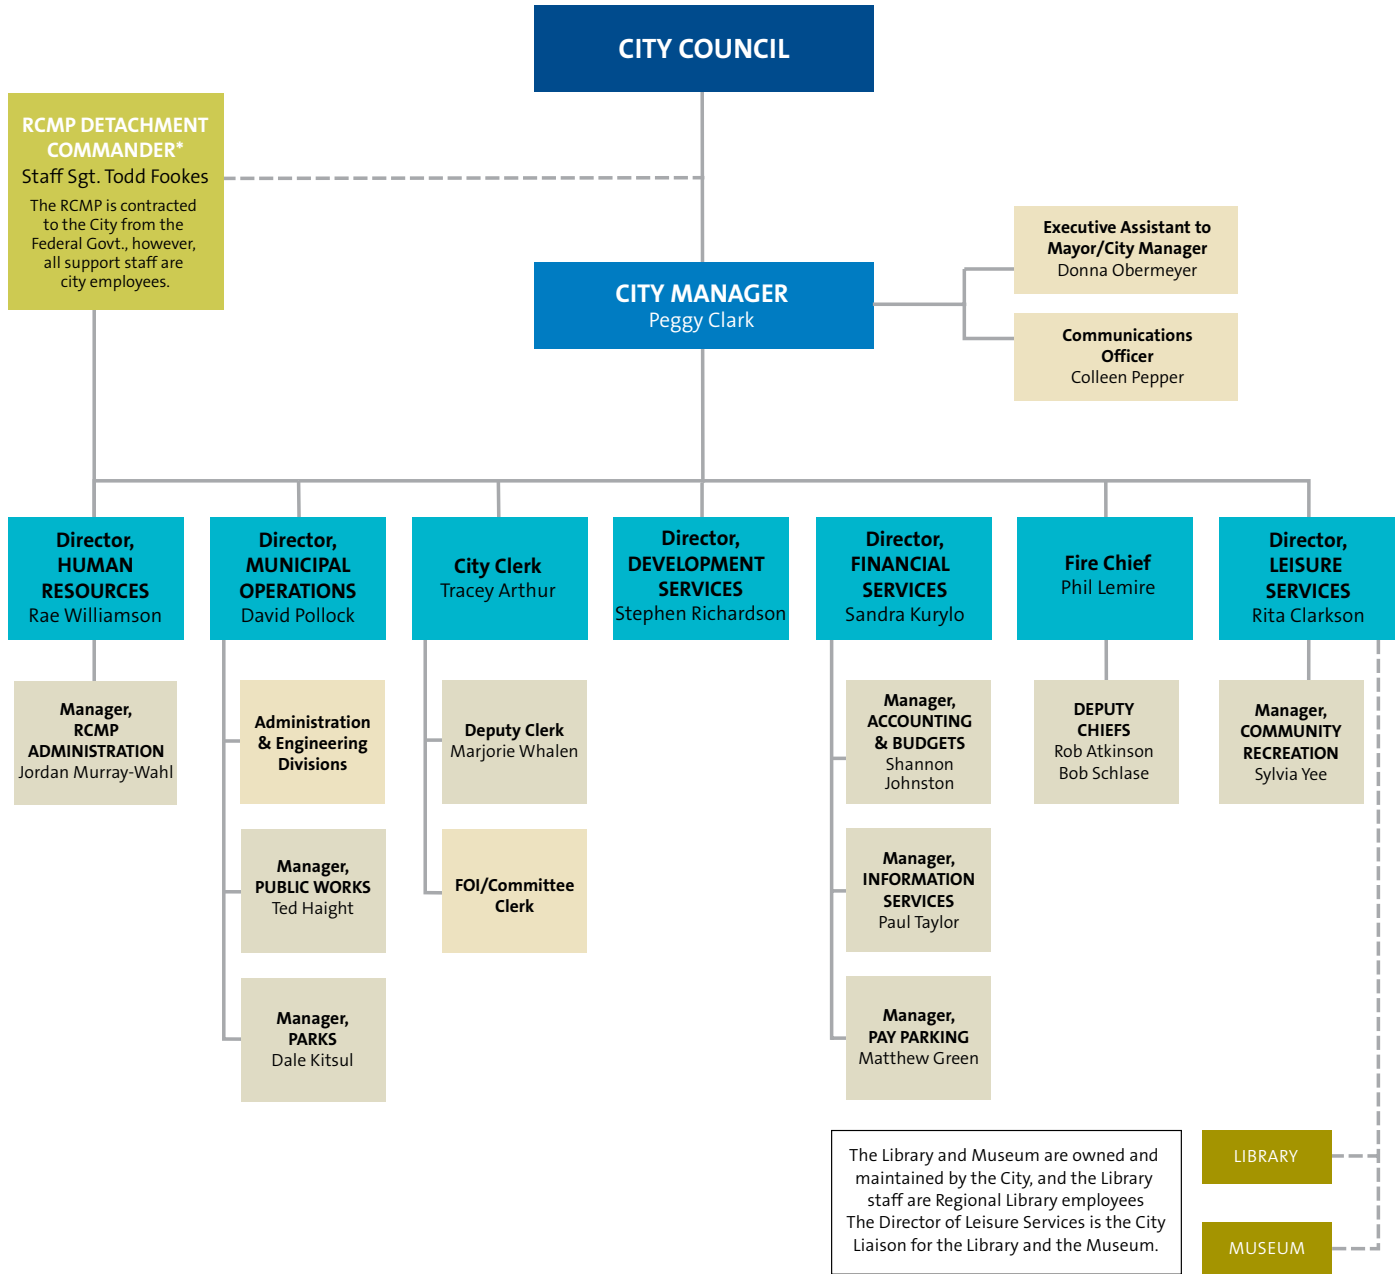 CITY COUNCIL
RCMP DETACHMENT
COMMANDER*
Staff Sgt. Todd Fookes
The RCMP is contracted
to the City from the
Federal Govt., however,
all support staff are
city employees.
Executive Assistant to
Mayor/City Manager
Donna Obermeyer
CITY MANAGER
Peggy Clark
Communications
Officer
Colleen Pepper
Director,
HUMAN
RESOURCES
Rae Williamson
Director,
MUNICIPAL
OPERATIONS
David Pollock
City Clerk
Tracey Arthur
Director,
DEVELOPMENT
SERVICES
Stephen Richardson
Director,
FINANCIAL
SERVICES
Sandra Kurylo
Fire Chief
Phil Lemire
Director,
LEISURE
SERVICES
Rita Clarkson
Manager,
RCMP
ADMINISTRATION
Jordan Murray-Wahl
Administration
& Engineering
Divisions
Deputy Clerk
Marjorie Whalen
Manager,
ACCOUNTING
& BUDGETS
Shannon
Johnston
DEPUTY
CHIEFS
Rob Atkinson
Bob Schlase
Manager,
COMMUNITY
RECREATION
Sylvia Yee
Manager,
PUBLIC WORKS
Ted Haight
FOI/Committee
Clerk
Manager,
INFORMATION
SERVICES
Paul Taylor
Manager,
PARKS
Dale Kitsul
Manager,
PAY PARKING
Matthew Green
The Library and Museum are owned and
maintained by the City, and the Library
staff are Regional Library employees
The Director of Leisure Services is the City
Liaison for the Library and the Museum.
LIBRARY
MUSEUM